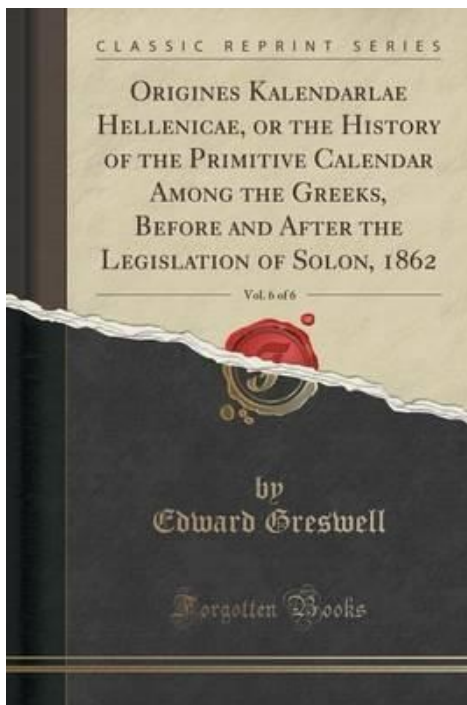 CLASSIC REPRINT SERIES
ORIGINES KALENDARLAE
HELLENICAE, OR THE HISTORY
OF THE PRIMITIVE CALENDAR
AMONG THE GREEKS,
BEFORE AND AFTER THE
LEGISLATION OF SOLON, 1862
Vol. 6 of 6
by
Edward Greswell
Forgotten Books